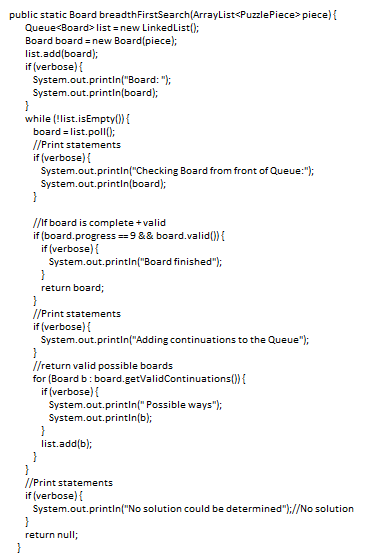 public static Board breadthFirstSearch(ArrayList<PuzzlePiece> piece) {
Queue<Board> list = new LinkedList();
Board board = new Board(piece);
list.add(board);
if (verbose) {
System.out.println("Board: ");
System.out.println(board);
}
while (!list.isEmpty()) {
board = list.poll();
//Print statements
if (verbose) {
System.out.println("Checking Board from front of Queue:");
System.out.println(board);
}
//If board is complete + valid
if (board.progress == 9 && board.valid()) {
if (verbose) {
System.out.println("Board finished");
}
return board;
}
//Print statements
if (verbose) {
System.out.println("Adding continuations to the Queue");
}
//return valid possible boards
for (Board b : board.getValidContinuations()) {
if (verbose) {
System.out.println(" Possible ways");
System.out.println(b);
}
list.add(b);
}
}
//Print statements
if (verbose) {
System.out.println("No solution could be determined");//No solution
}
return null;
}